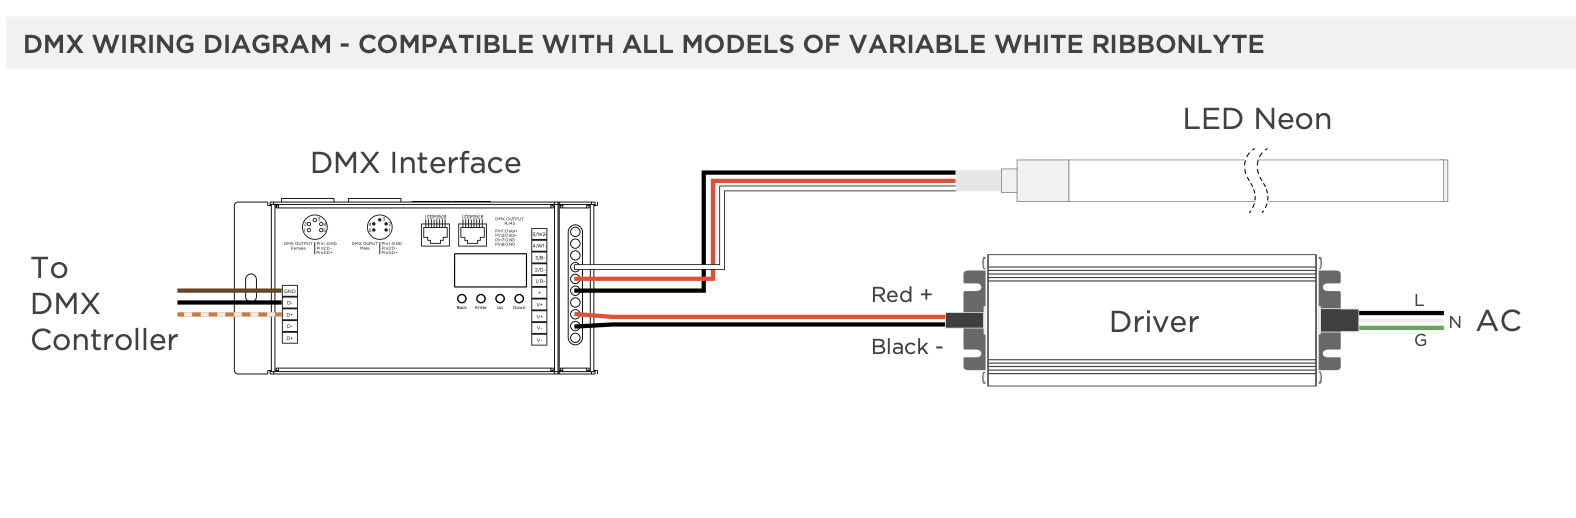 DMX WIRING DIAGRAM - COMPATIBLE WITH ALL MODELS OF VARIABLE WHITE RIBBONLYTE
LED Neon
DMX Interface
DMX OUTPUT
Female
Pin1:GND
Pin2:D-
Pin3:D+
Male
Pin1:GND
Pin2:D-
Pin3:D+
DMX OUTPUT
RJ45
Pin1:Data+
Pin2:Data-
Pin7:GND
Pin8:GND
5/W2-
4/W1-
3/B-
2/G-
1/R-
+
V+
V+
V-
V-
Back
Enter
Up
Down
GND
D-
D+
D-
D+
To
DMX
Controller
Red +
Black -
Driver
L
N
G
AC